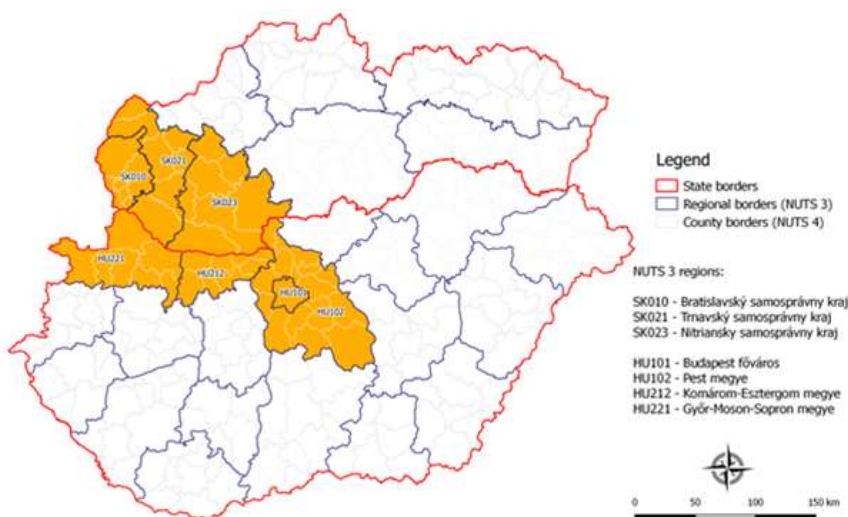 SK010
SK021
SK023
HU221
HU212
HU101
HU102
Legend
State borders
Regional borders (NUTS 3)
County borders (NUTS 4)
NUTS 3 regions:
SK010 - Bratislavský samosprávny kraj
SK021 - Trnavský samosprávny kraj
SK023 - Nitriansky samosprávny kraj
HU101 - Budapest főváros
HU102 - Pest megye
HU212 - Komárom-Esztergom megye
HU221 - Győr-Moson-Sopron megye
0 50 100 150 km